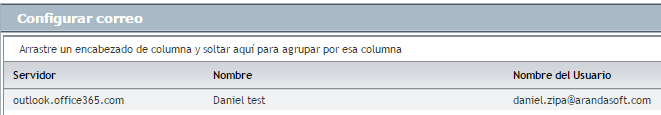 Configurar correo
Arrastre un encabezado de columna y soltar aquí para agrupar por esa columna
Servidor Nombre Nombre del Usuario
outlook.office365.com Daniel test daniel.zipa@arandasoft.com